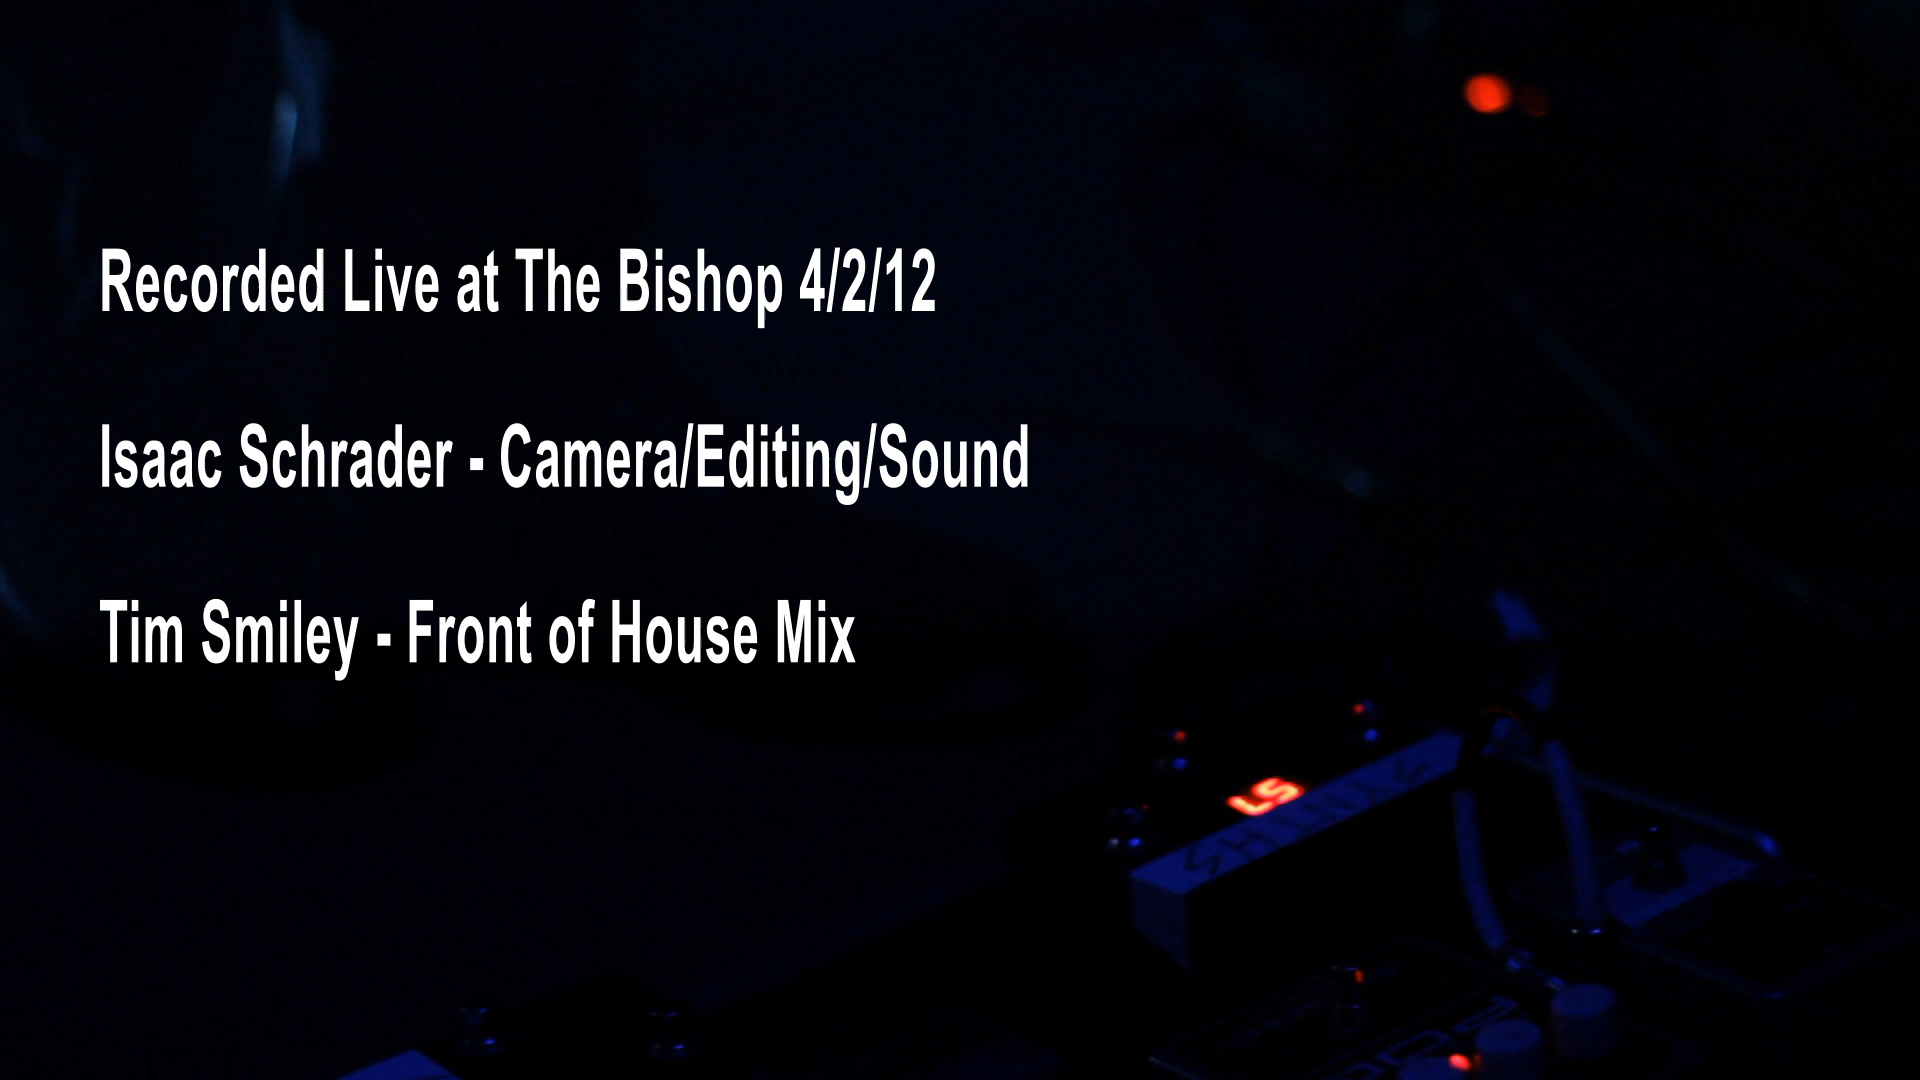 Recorded Live at The Bishop 4/2/12
Isaac Schrader - Camera/Editing/Sound
Tim Smiley - Front of House Mix